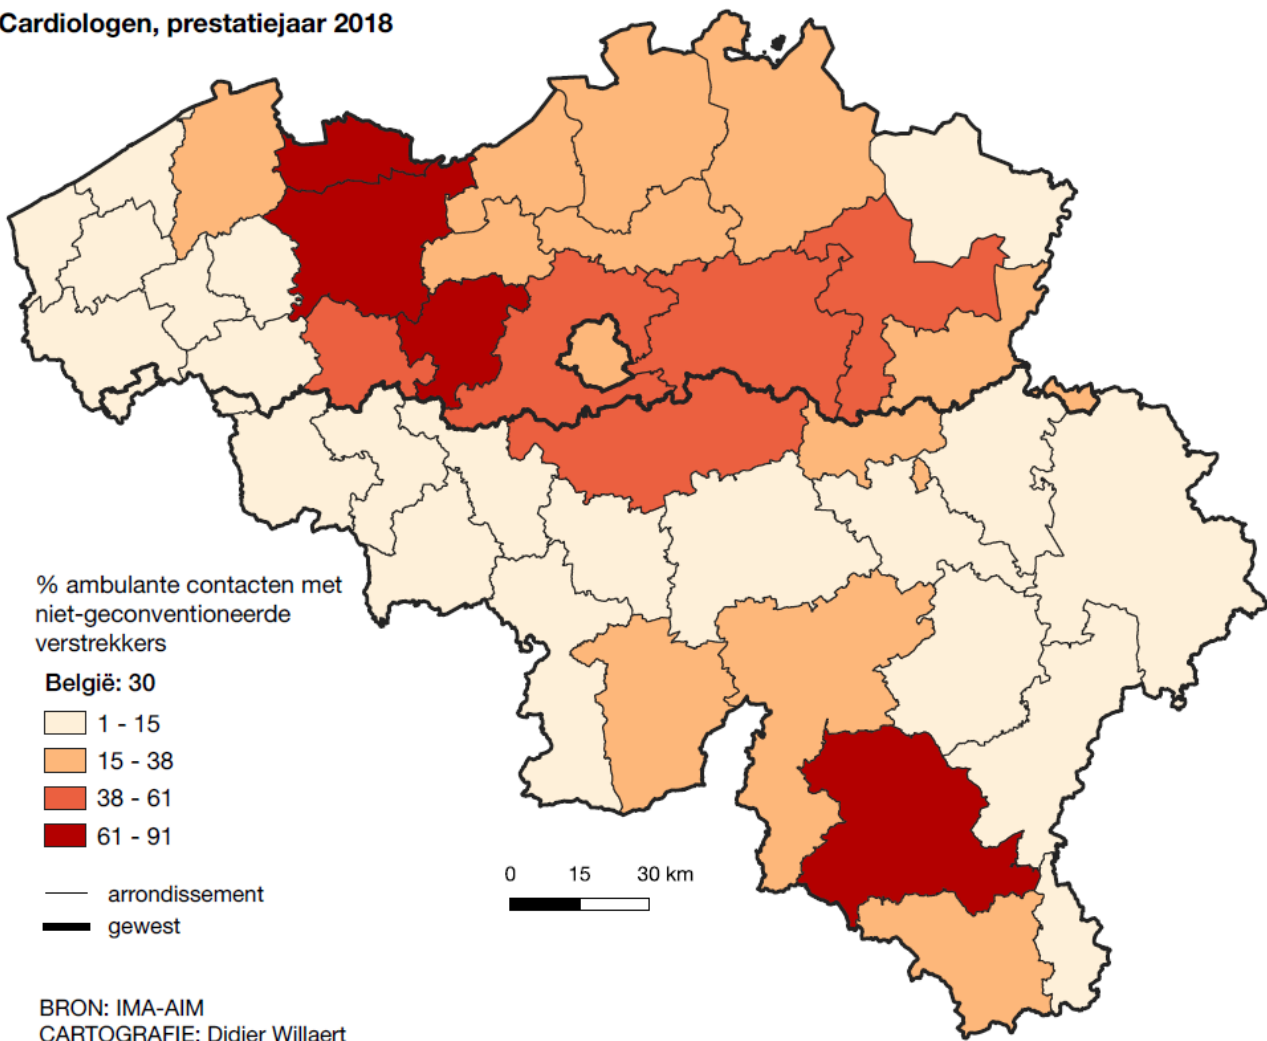 Cardiologen, prestatiejaar 2018
% ambulante contacten met
niet-geconventioneerde
verstrekkers
België: 30
1 - 15
15 - 38
38 - 61
61 - 91
arrondissement
gewest
0 15 30 km
BRON: IMA-AIM
CARTOGRAFIE: Didier Willaert